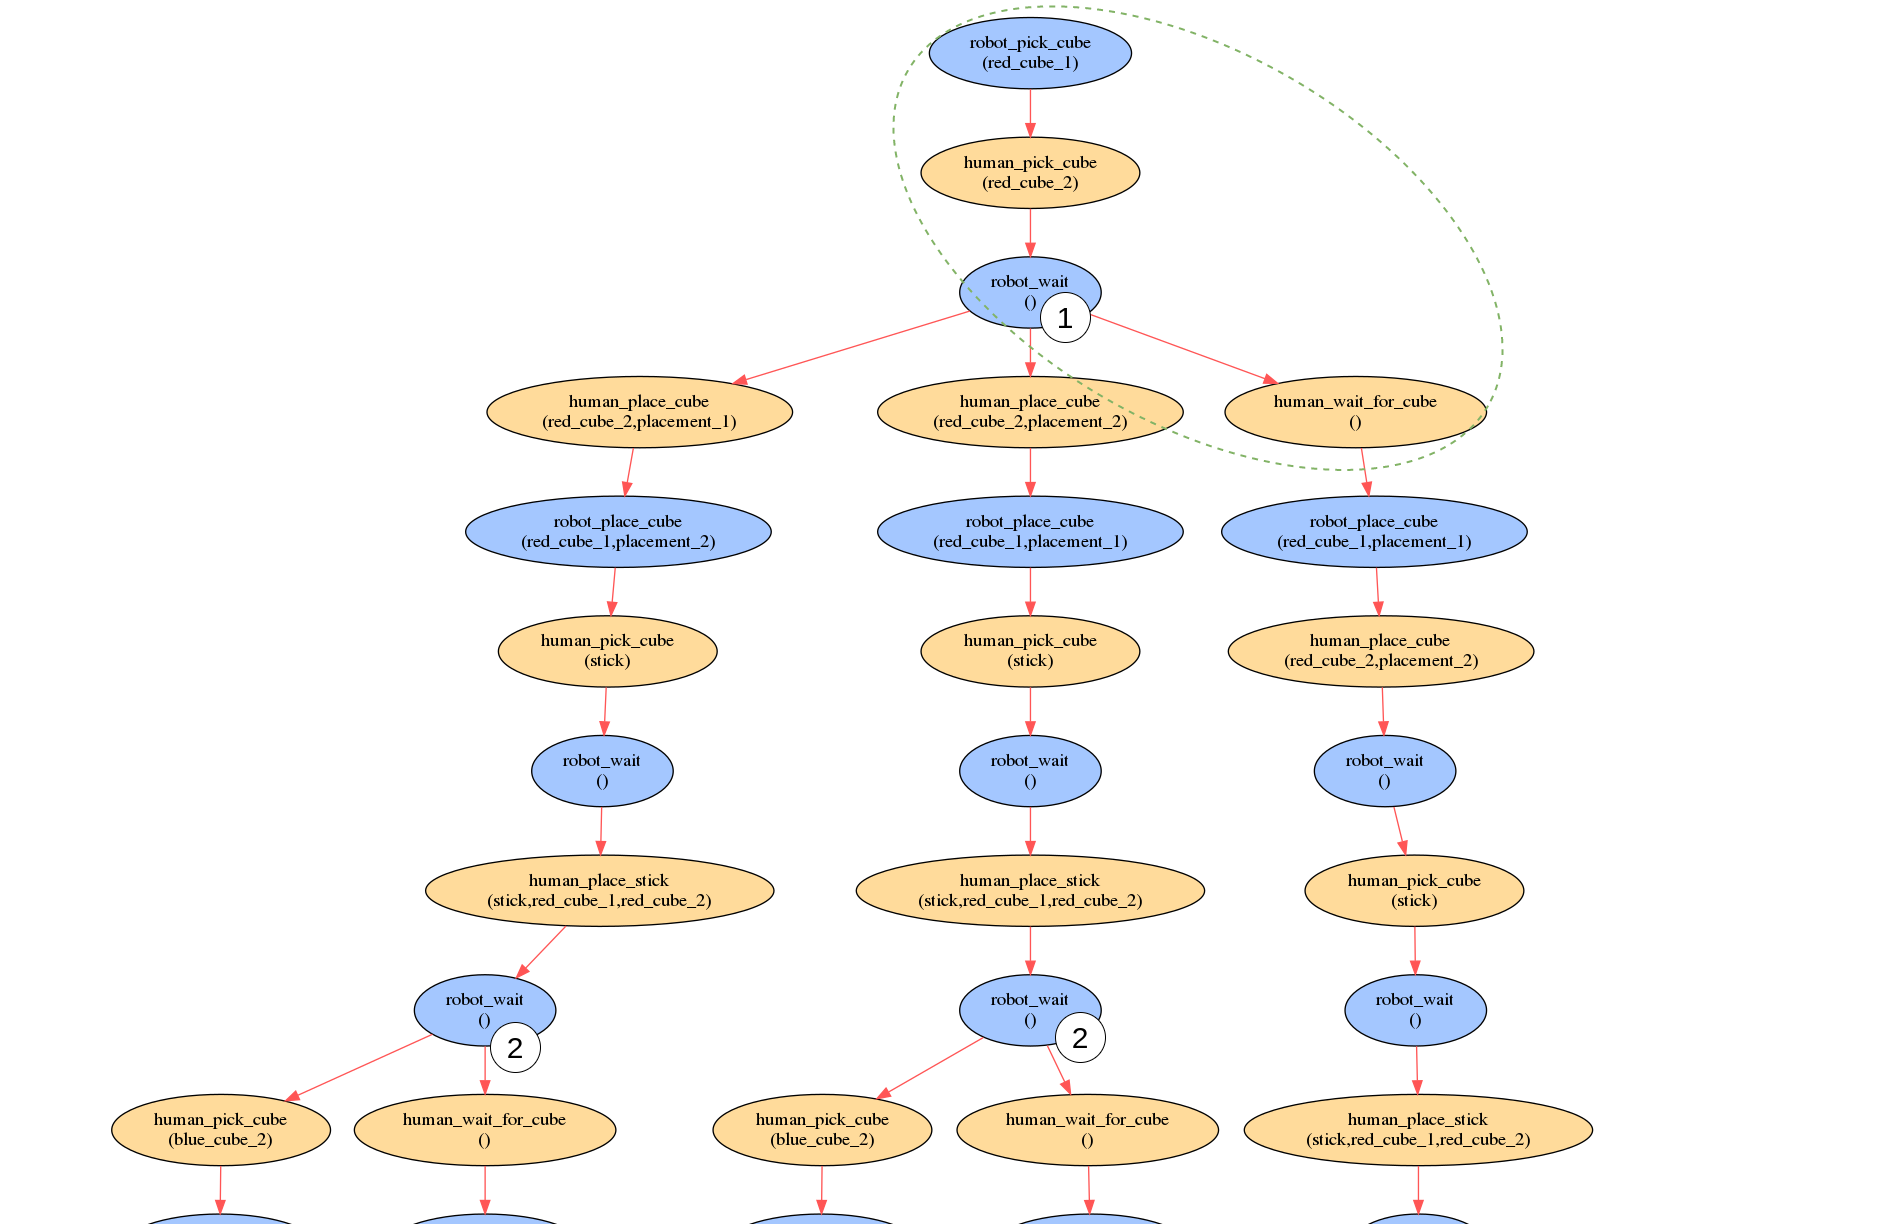 robot_pick_cube
(red_cube_1)
human_pick_cube
(red_cube_2)
robot_wait
()
1
human_place_cube
(red_cube_2,placement_1)
human_place_cube
(red_cube_2,placement_2)
human_wait_for_cube
()
robot_place_cube
(red_cube_1,placement_2)
robot_place_cube
(red_cube_1,placement_1)
robot_place_cube
(red_cube_1,placement_1)
human_pick_cube
(stick)
human_pick_cube
(stick)
human_place_cube
(red_cube_2,placement_2)
robot_wait
()
robot_wait
()
robot_wait
()
human_place_stick
(stick,red_cube_1,red_cube_2)
human_place_stick
(stick,red_cube_1,red_cube_2)
human_pick_cube
(stick)
robot_wait
()
2
robot_wait
()
2
robot_wait
()
human_pick_cube
(blue_cube_2)
human_wait_for_cube
()
human_pick_cube
(blue_cube_2)
human_wait_for_cube
()
human_place_stick
(stick,red_cube_1,red_cube_2)